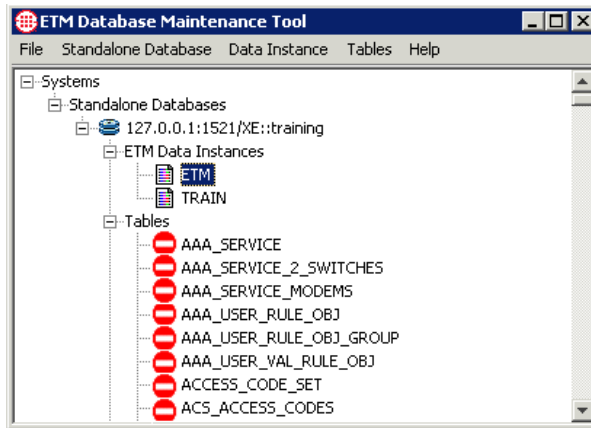 ETM Database Maintenance Tool
File Standalone Database Data Instance Tables Help
Systems
Standalone Databases
127.0.0.1:1521/XE::training
ETM Data Instances
ETM
TRAIN
Tables
AAA_SERVICE
AAA_SERVICE_2_SWITCHES
AAA_SERVICE_MODEMS
AAA_USER_RULE_OBJ
AAA_USER_RULE_OBJ_GROUP
AAA_USER_VAL_RULE_OBJ
ACCESS_CODE_SET
ACS_ACCESS_CODES